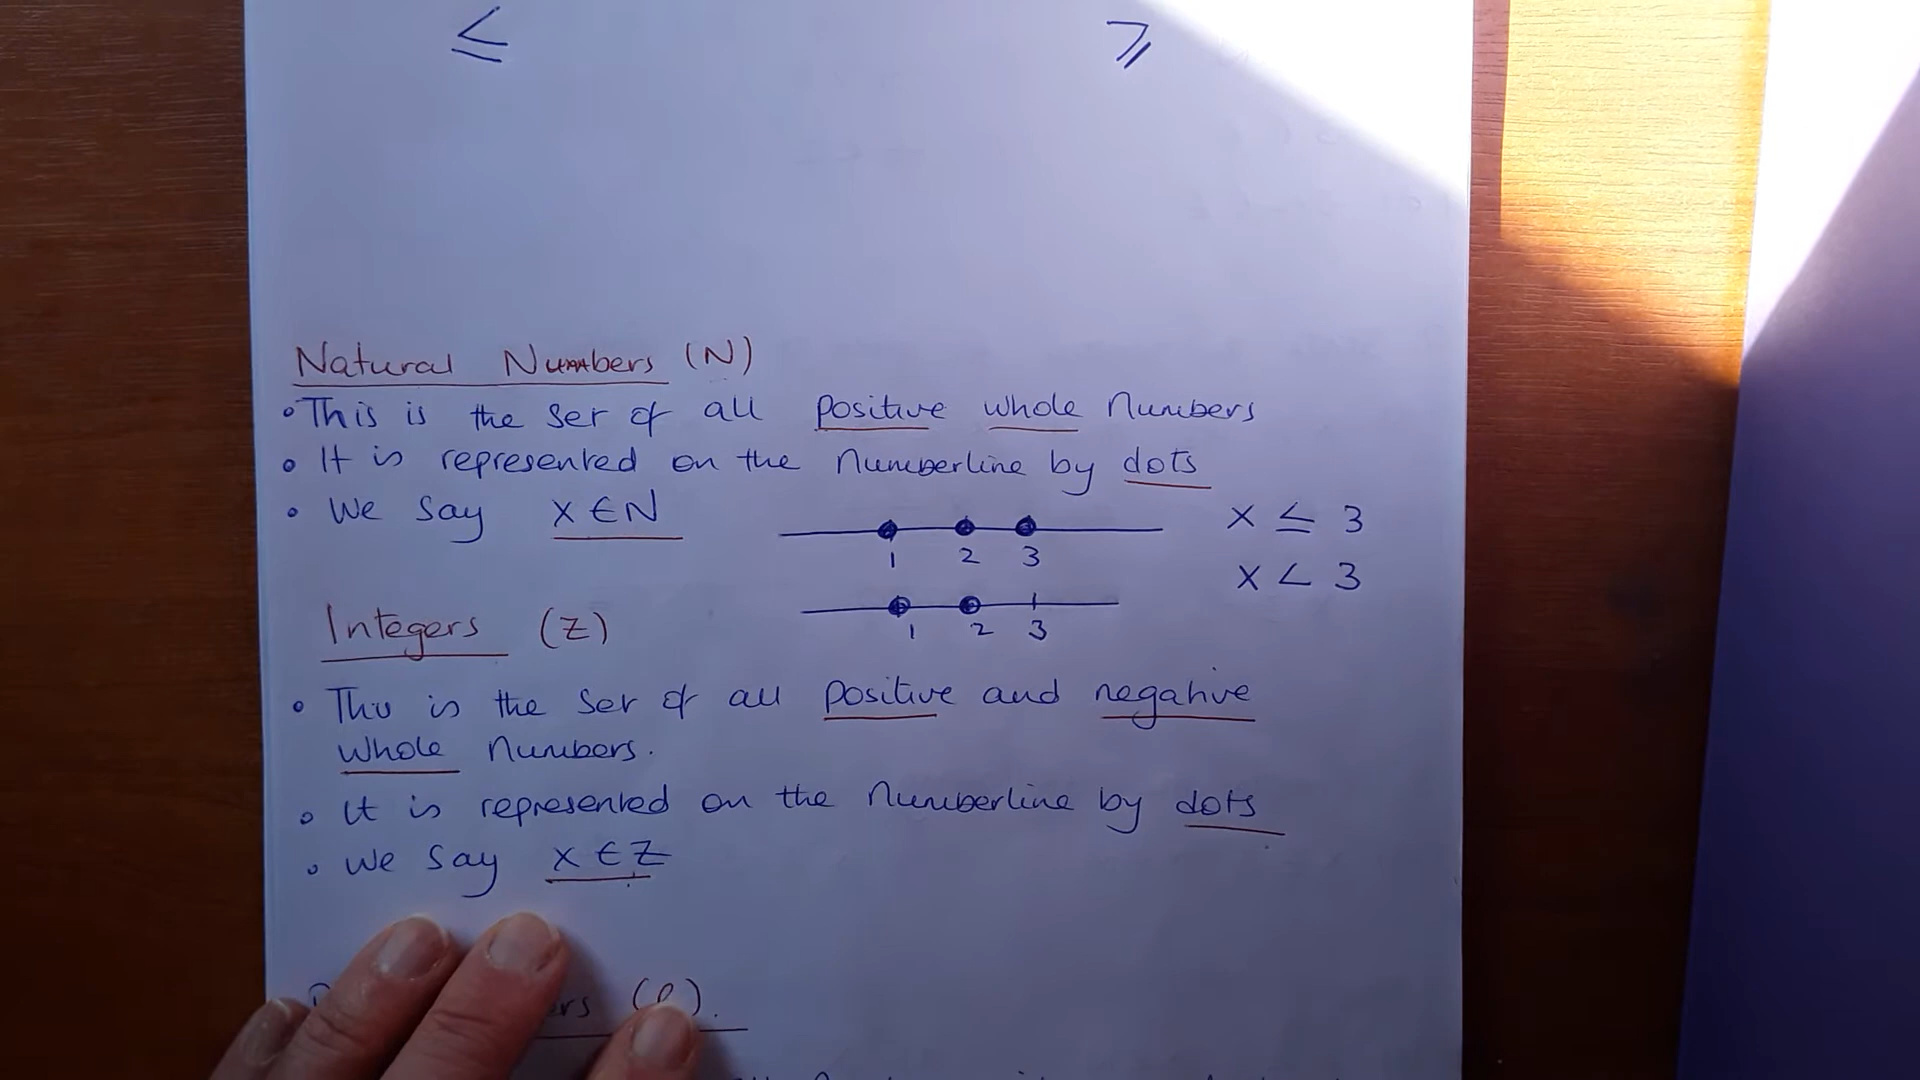 ≤ ≥
Natural Numbers (N)
• This is the set of all positive whole numbers
• It is represented on the numberline by dots
• We say x ∈ N
1 2 3
x ≤ 3
x < 3
1 2 3
Integers (Z)
• This is the set of all positive and negative
whole numbers.
• It is represented on the numberline by dots
• We say x ∈ Z